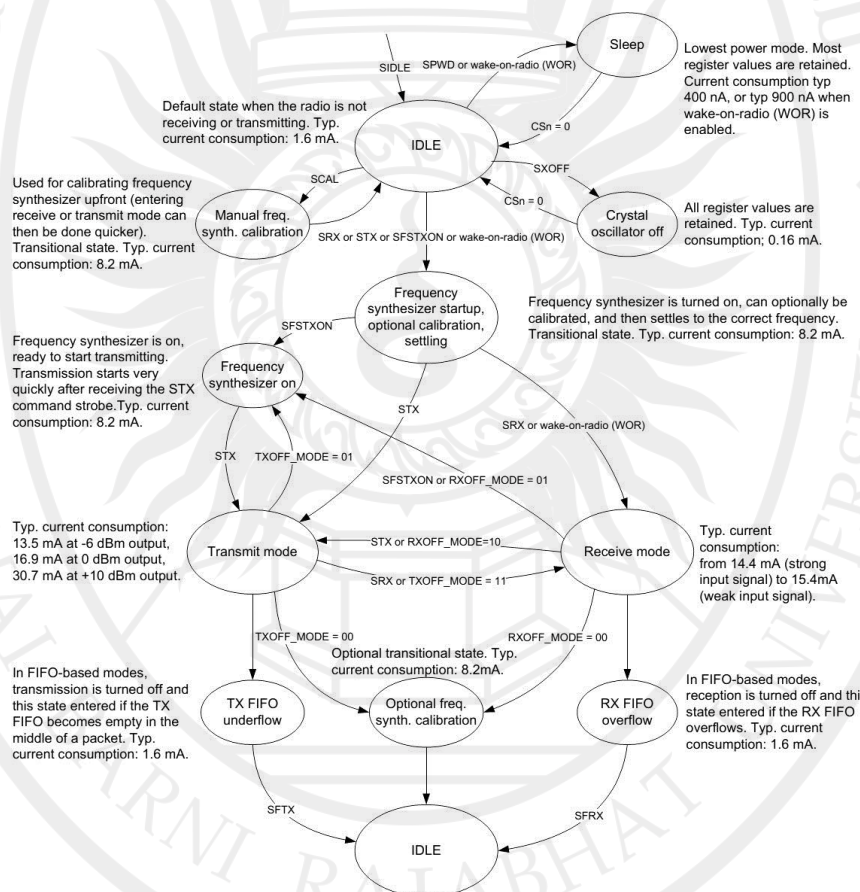 Sleep
Lowest power mode. Most
register values are retained.
Current consumption typ
400 nA, or typ 900 nA when
wake-on-radio (WOR) is
enabled.
SIDLE
SPWD or wake-on-radio (WOR)
Default state when the radio is not
receiving or transmitting. Typ.
current consumption: 1.6 mA.
CSn = 0
IDLE
SXOFF
SCAL
CSn = 0
Used for calibrating frequency
synthesizer upfront (entering
receive or transmit mode can
then be done quicker).
Transitional state. Typ. current
consumption: 8.2 mA.
Manual freq.
synth. calibration
Crystal
oscillator off
All register values are
retained. Typ. current
consumption; 0.16 mA.
SRX or STX or SFSTXON or wake-on-radio (WOR)
Frequency
synthesizer startup,
optional calibration,
settling
Frequency synthesizer is turned on, can optionally be
calibrated, and then settles to the correct frequency.
Transitional state. Typ. current consumption: 8.2 mA.
SFSTXON
Frequency synthesizer is on,
ready to start transmitting.
Transmission starts very
quickly after receiving the STX
command strobe.Typ. current
consumption: 8.2 mA.
Frequency
synthesizer on
STX
SRX or wake-on-radio (WOR)
STX
TXOFF_MODE = 01
SFSTXON or RXOFF_MODE = 01
Typ. current consumption:
13.5 mA at -6 dBm output,
16.9 mA at 0 dBm output,
30.7 mA at +10 dBm output.
Transmit mode
STX or RXOFF_MODE=10
SRX or TXOFF_MODE = 11
Receive mode
Typ. current
consumption:
from 14.4 mA (strong
input signal) to 15.4mA
(weak input signal).
TXOFF_MODE = 00
RXOFF_MODE = 00
Optional transitional state. Typ.
current consumption: 8.2mA.
In FIFO-based modes,
transmission is turned off and
this state entered if the TX
FIFO becomes empty in the
middle of a packet. Typ.
current consumption: 1.6 mA.
TX FIFO
underflow
Optional freq.
synth. calibration
RX FIFO
overflow
In FIFO-based modes,
reception is turned off and this
state entered if the RX FIFO
overflows. Typ. current
consumption: 1.6 mA.
SFTX
SFRX
IDLE